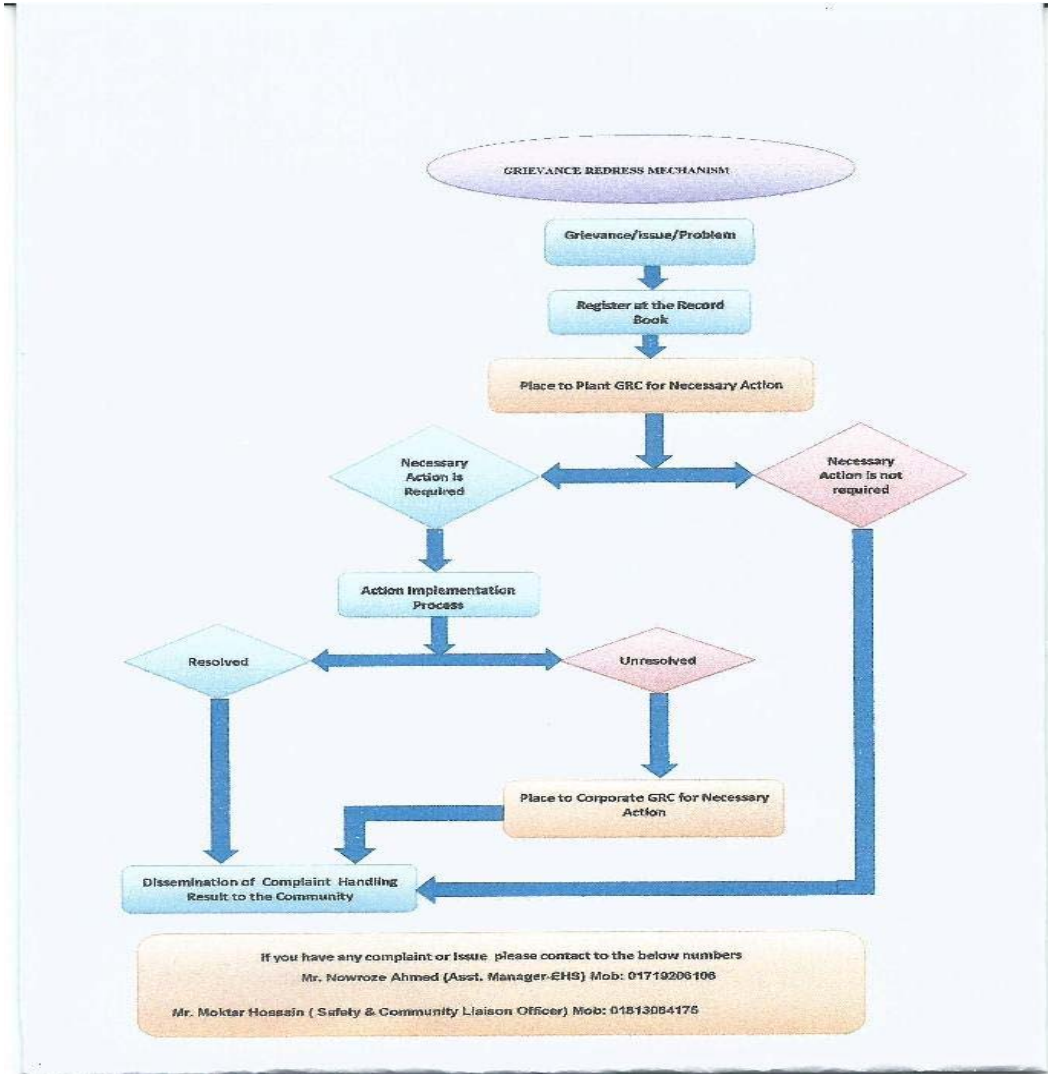 GRIEVANCE REDRESS MECHANISM
Grievance/issue/Problem
Register at the Record
Book
Place to Plant GRC for Necessary Action
Necessary
Action is
Required
Necessary
Action is not
required
Action Implementation
Process
Resolved
Unresolved
Place to Corporate GRC for Necessary
Action
Dissemination of Complaint Handling
Result to the Community
If you have any complaint or issue please contact to the below numbers
Mr. Nowroze Ahmed (Asst. Manager-EHS) Mob: 01719206106
Mr. Moktar Hossain ( Safety & Community Liaison Officer) Mob: 01813084175